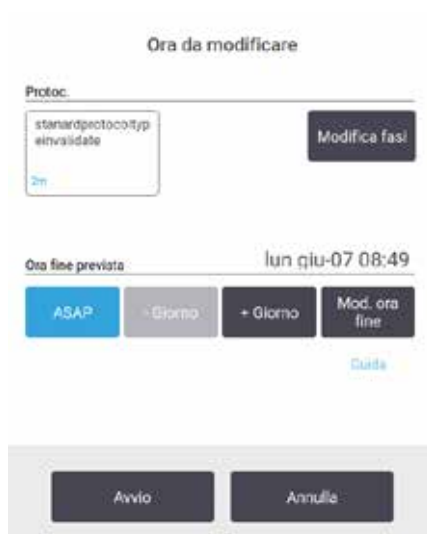 Ora da modificare
Protoc.
stanardprotocoltyp
einvalidate
2m
Modifica fasi
Ora fine prevista
lun giu-07 08:49
ASAP
- Giorno
+ Giorno
Mod. ora
fine
Guida
Avvio
Annulla